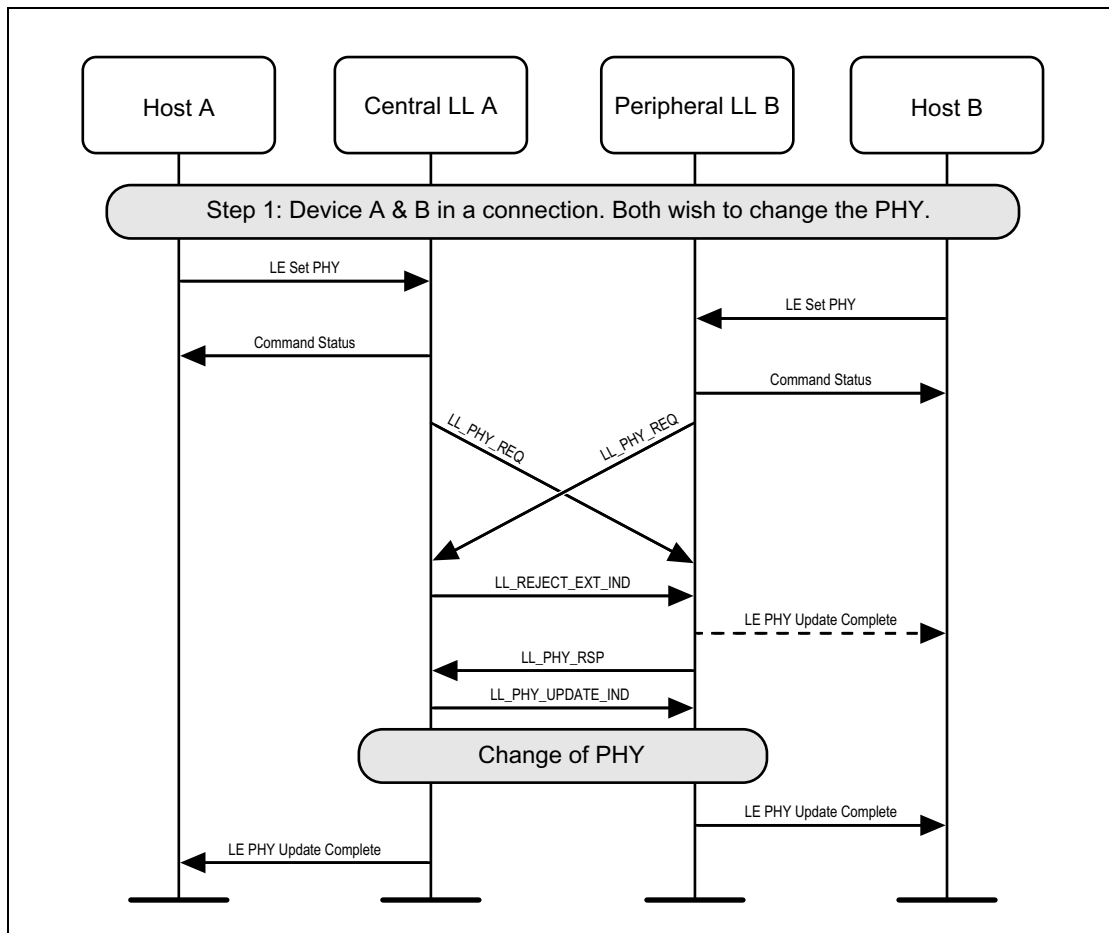 Host A
Central LL A
Peripheral LL B
Host B
Step 1: Device A & B in a connection. Both wish to change the PHY.
LE Set PHY
LE Set PHY
Command Status
Command Status
LL_PHY_REQ
LL_PHY_REQ
LL_REJECT_EXT_IND
LE PHY Update Complete
LL_PHY_RSP
LL_PHY_UPDATE_IND
Change of PHY
LE PHY Update Complete
LE PHY Update Complete